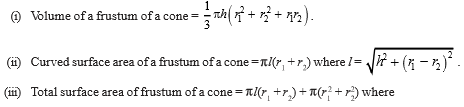 (i) Volume of a frustum of a cone = 1/3 πh(r₁² + r₂² + r₁r₂).
(ii) Curved surface area of a frustum of a cone = πl(r₁ + r₂) where l = √(h² + (r₁ − r₂)²) .
(iii) Total surface area of frustum of a cone = πl(r₁ + r₂) + π(r₁² + r₂²) where